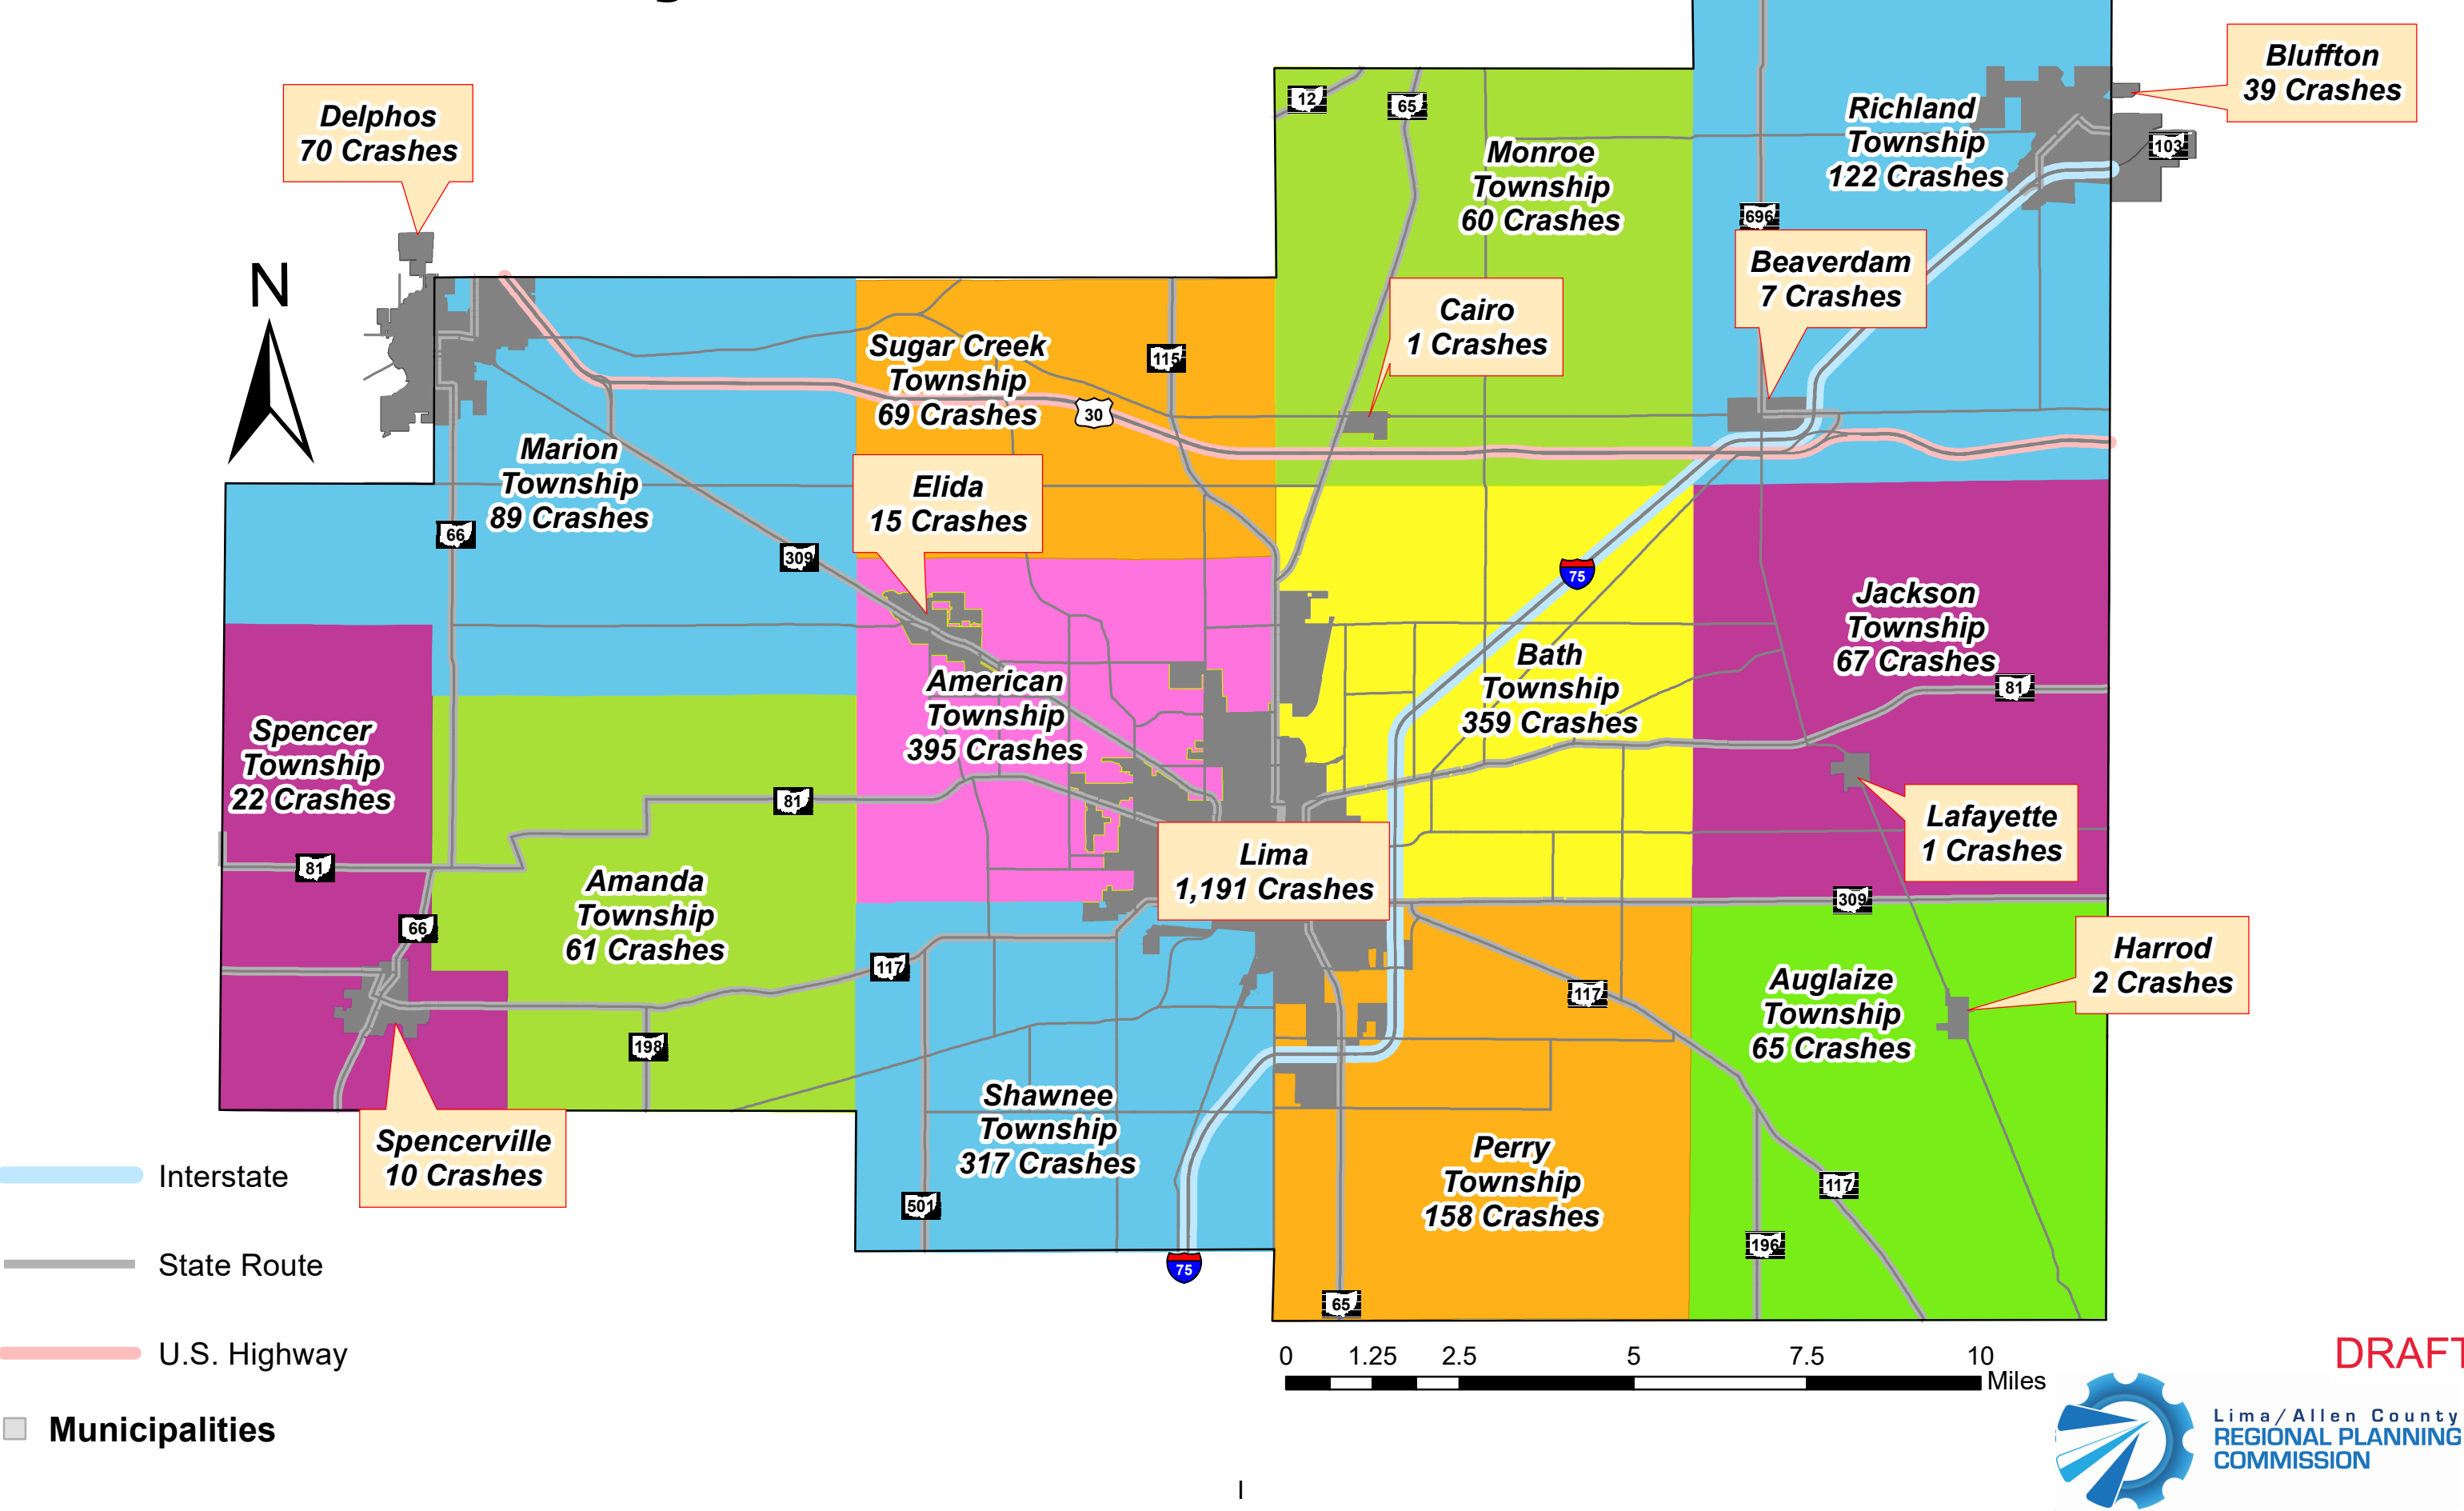 Bluffton
39 Crashes
Delphos
70 Crashes
12
65
Richland
Township
122 Crashes
103
Monroe
Township
60 Crashes
696
Beaverdam
7 Crashes
N
Cairo
1 Crashes
Sugar Creek
Township
69 Crashes
115
30
Marion
Township
89 Crashes
Elida
15 Crashes
66
309
75
Jackson
Township
67 Crashes
Bath
Township
359 Crashes
American
Township
395 Crashes
81
Spencer
Township
22 Crashes
81
Lafayette
1 Crashes
Lima
1,191 Crashes
81
Amanda
Township
61 Crashes
309
66
117
Harrod
2 Crashes
Auglaize
Township
65 Crashes
117
198
Shawnee
Township
317 Crashes
Spencerville
10 Crashes
Perry
Township
158 Crashes
117
501
196
75
65
Interstate
State Route
U.S. Highway
Municipalities
0 1.25 2.5 5 7.5 10
Miles
DRAFT
Lima/Allen County
REGIONAL PLANNING
COMMISSION